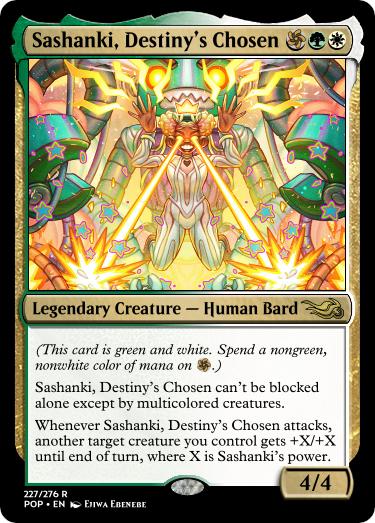 Sashanki, Destiny's Chosen
Legendary Creature — Human Bard
(This card is green and white. Spend a nongreen,
nonwhite color of mana on .)
Sashanki, Destiny's Chosen can't be blocked
alone except by multicolored creatures.
Whenever Sashanki, Destiny's Chosen attacks,
another target creature you control gets +X/+X
until end of turn, where X is Sashanki's power.
4/4
227/276 R
POP • EN Ejiwa Ebenebe